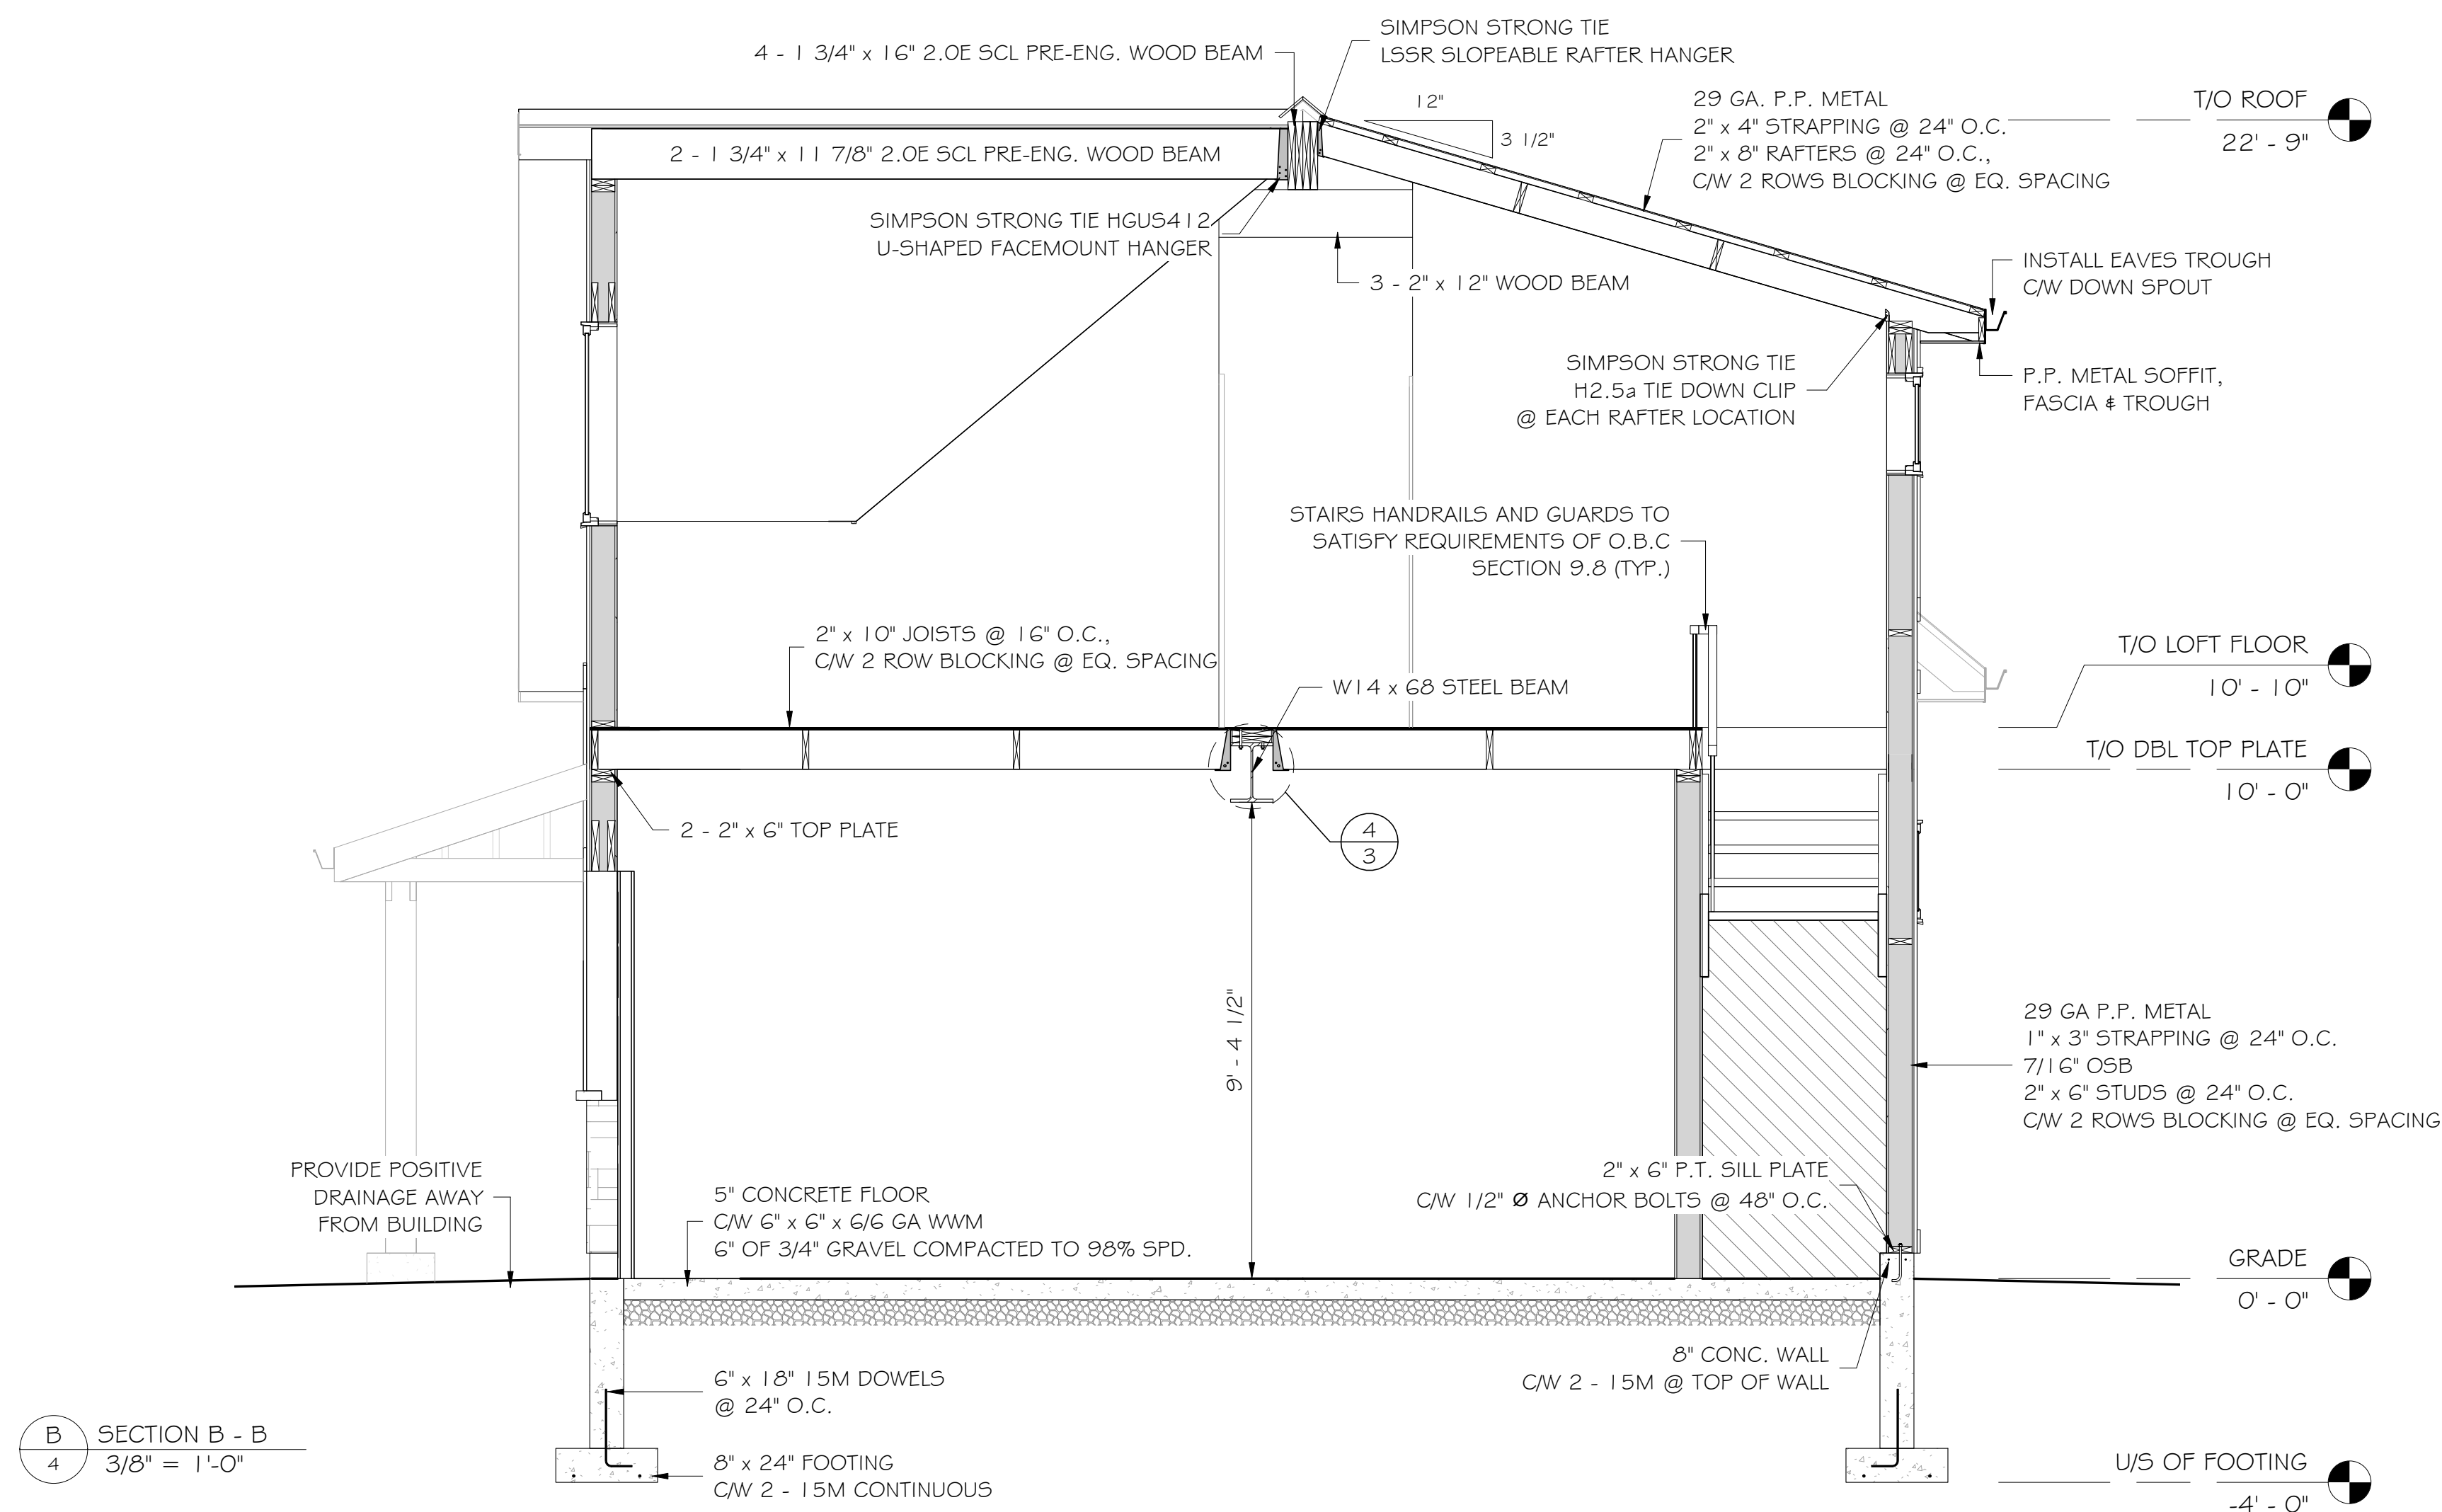 4 - 1 3/4" x 16" 2.0E SCL PRE-ENG. WOOD BEAM
SIMPSON STRONG TIE
LSSR SLOPEABLE RAFTER HANGER
12"
3 1/2"
29 GA. P.P. METAL
2" x 4" STRAPPING @ 24" O.C.
2" x 8" RAFTERS @ 24" O.C.,
C/W 2 ROWS BLOCKING @ EQ. SPACING
T/O ROOF
22' - 9"
2 - 1 3/4" x 11 7/8" 2.0E SCL PRE-ENG. WOOD BEAM
SIMPSON STRONG TIE HGUS412
U-SHAPED FACEMOUNT HANGER
3 - 2" x 12" WOOD BEAM
INSTALL EAVES TROUGH
C/W DOWN SPOUT
SIMPSON STRONG TIE
H2.5a TIE DOWN CLIP
@ EACH RAFTER LOCATION
P.P. METAL SOFFIT,
FASCIA & TROUGH
STAIRS HANDRAILS AND GUARDS TO
SATISFY REQUIREMENTS OF O.B.C
SECTION 9.8 (TYP.)
2" x 10" JOISTS @ 16" O.C.,
C/W 2 ROW BLOCKING @ EQ. SPACING
W14 x 68 STEEL BEAM
T/O LOFT FLOOR
10' - 10"
T/O DBL TOP PLATE
10' - 0"
2 - 2" x 6" TOP PLATE
4
3
9' - 4 1/2"
29 GA P.P. METAL
1" x 3" STRAPPING @ 24" O.C.
7/16" OSB
2" x 6" STUDS @ 24" O.C.
C/W 2 ROWS BLOCKING @ EQ. SPACING
PROVIDE POSITIVE
DRAINAGE AWAY
FROM BUILDING
5" CONCRETE FLOOR
C/W 6" x 6" x 6/6 GA WWM
6" OF 3/4" GRAVEL COMPACTED TO 98% SPD.
2" x 6" P.T. SILL PLATE
C/W 1/2" Ø ANCHOR BOLTS @ 48" O.C.
GRADE
0' - 0"
8" CONC. WALL
C/W 2 - 15M @ TOP OF WALL
6" x 18" 15M DOWELS
@ 24" O.C.
8" x 24" FOOTING
C/W 2 - 15M CONTINUOUS
B
4
SECTION B - B
3/8" = 1'-0"
U/S OF FOOTING
-4' - 0"